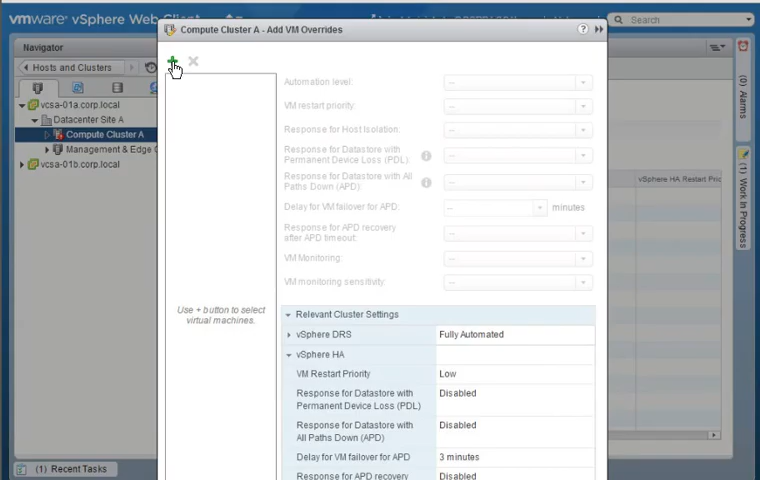 vmware® vSphere Web Client
Search
Compute Cluster A - Add VM Overrides
?
Navigator
Hosts and Clusters
vcsa-01a.corp.local
Datacenter Site A
Compute Cluster A
Management & Edge C
vcsa-01b.corp.local
Use + button to select
virtual machines.
Automation level: --
VM restart priority: --
Response for Host Isolation: --
Response for Datastore with
Permanent Device Loss (PDL) --
Response for Datastore with All
Paths Down (APD): --
Delay for VM failover for APD: -- minutes
Response for APD recovery
after APD timeout: --
VM Monitoring: --
VM monitoring sensitivity: --
Relevant Cluster Settings
vSphere DRS Fully Automated
vSphere HA
VM Restart Priority Low
Response for Datastore with Disabled
Permanent Device Loss (PDL)
Response for Datastore with Disabled
All Paths Down (APD)
Delay for VM failover for APD 3 minutes
Response for APD recovery Disabled
vSphere HA Restart Pric
(0) Alarms
(1) Work In Progress
(1) Recent Tasks